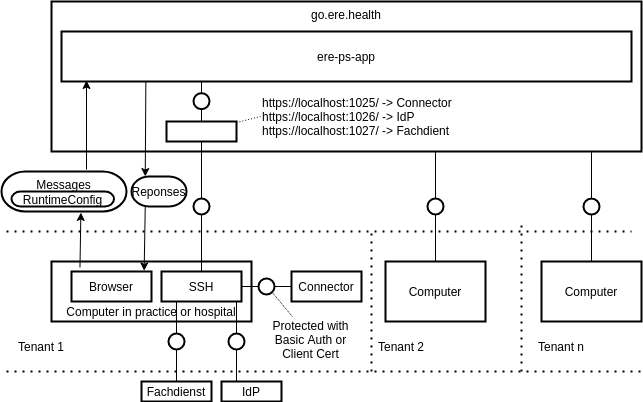 go.ere.health
ere-ps-app
https://localhost:1025/ -> Connector
https://localhost:1026/ -> IdP
https://localhost:1027/ -> Fachdient
Messages
RuntimeConfig
Reponses
Browser
SSH
Connector
Computer in practice or hospital
Computer
Computer
Protected with
Basic Auth or
Client Cert
Tenant 1
Tenant 2
Tenant n
Fachdienst
IdP